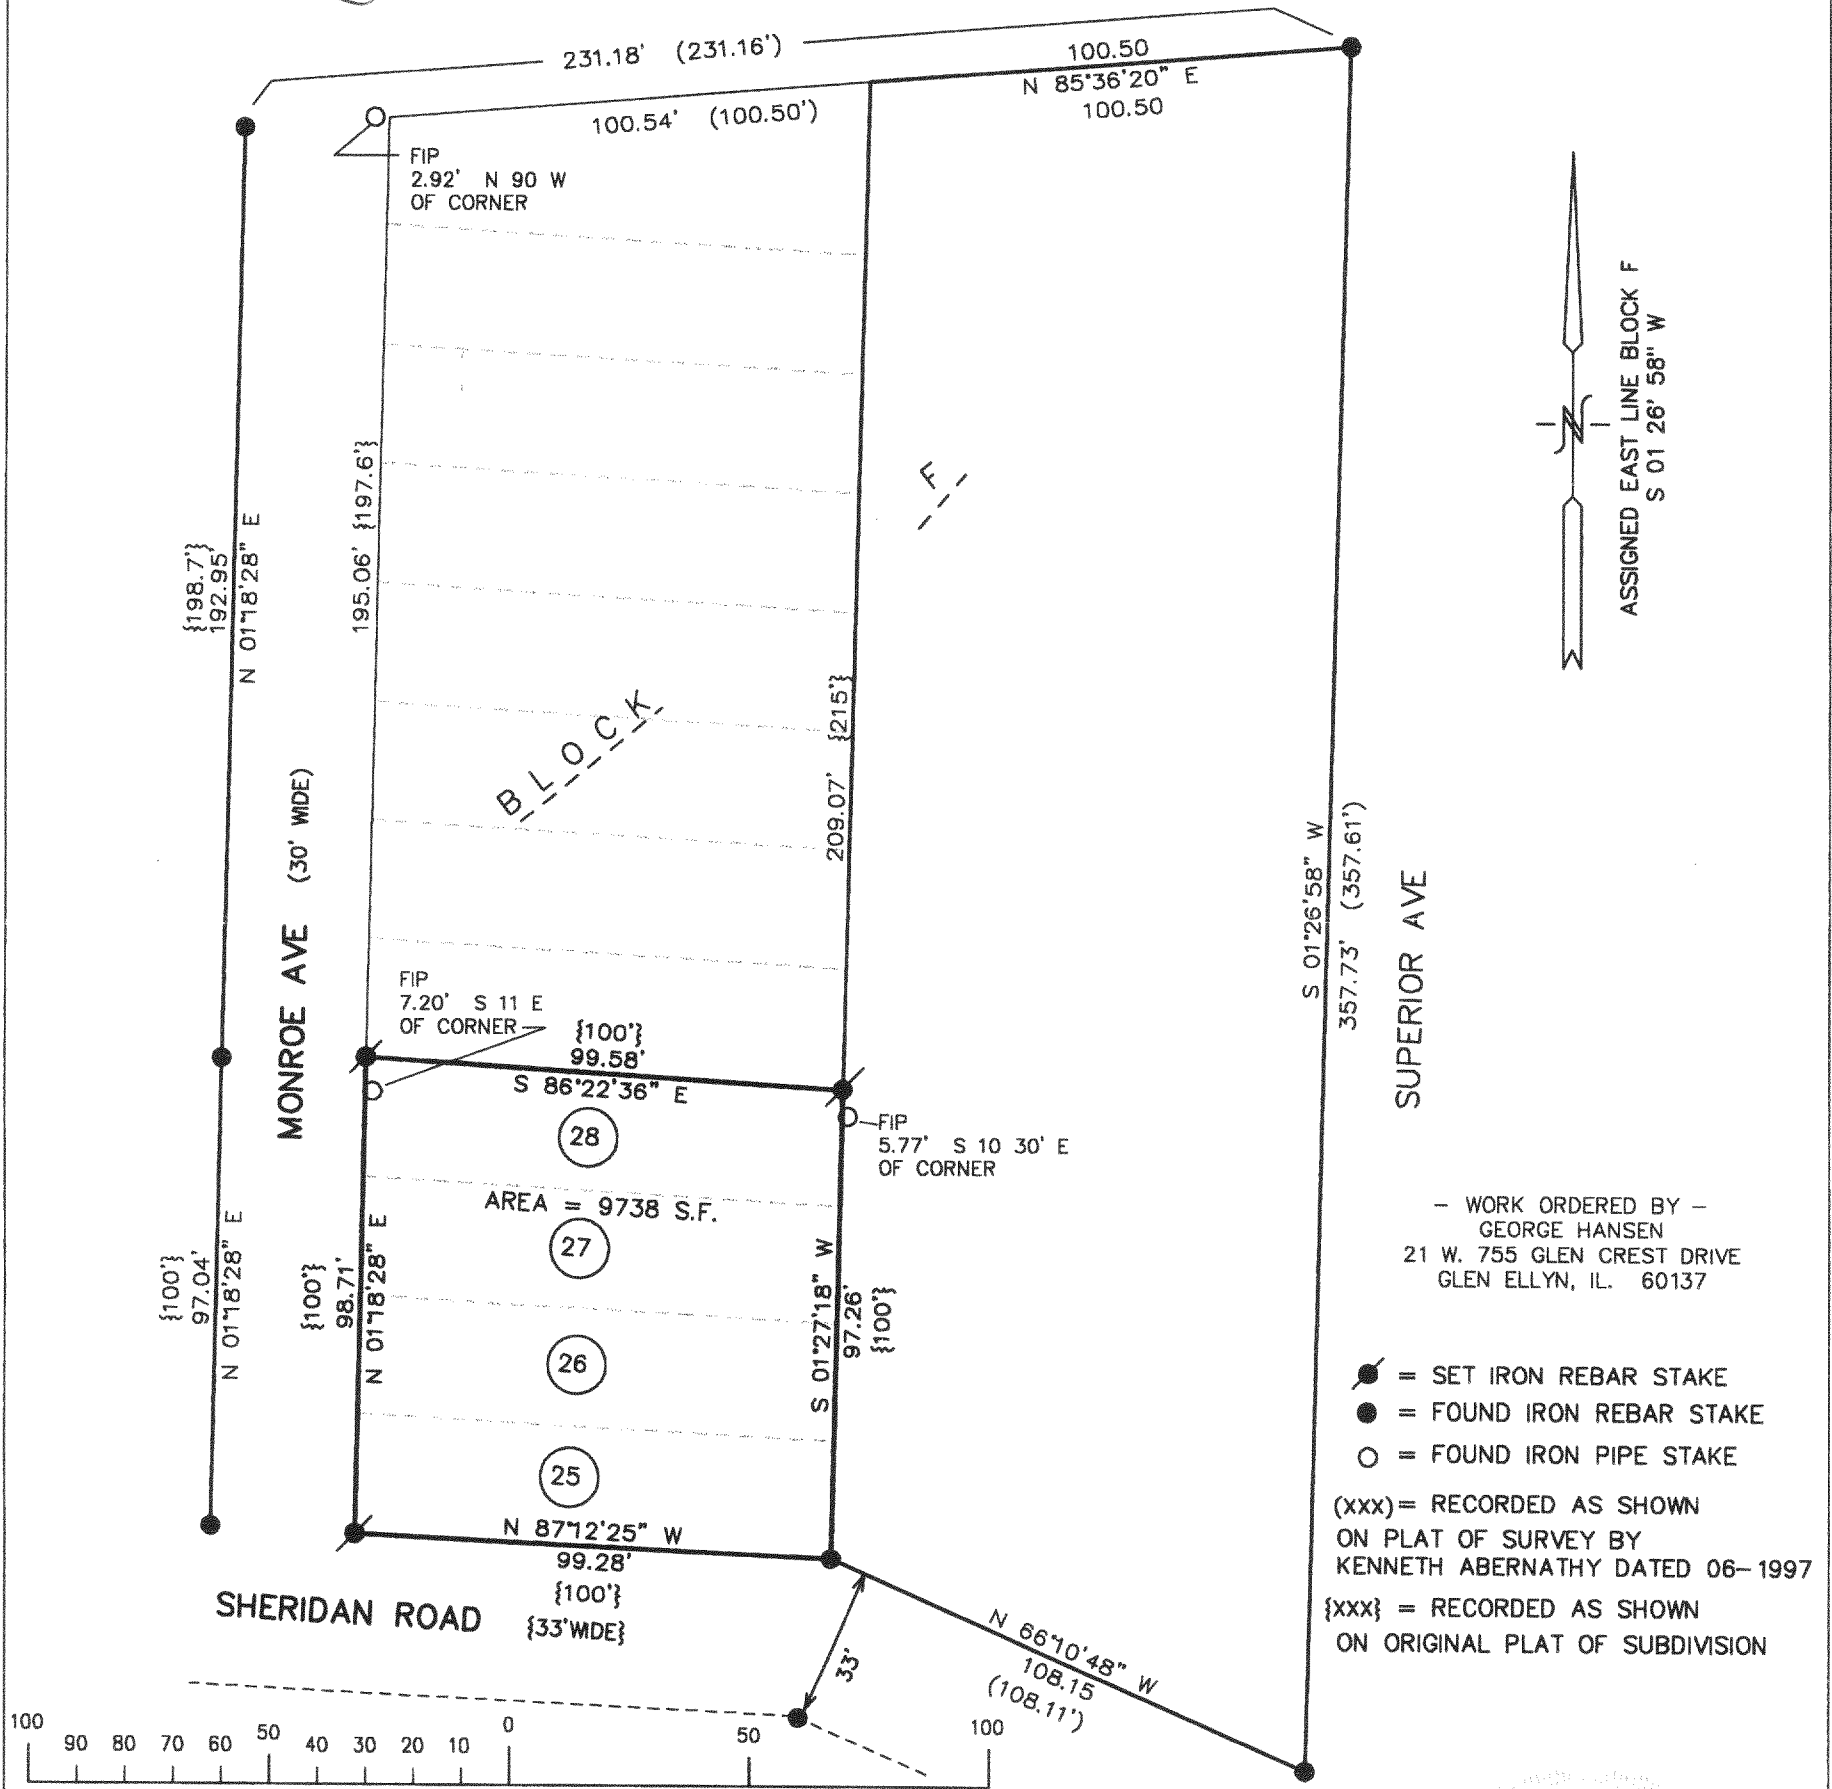 231.18' (231.16')
100.50
N 85°36'20" E
100.50
100.54' (100.50')
FIP
2.92' N 90 W
OF CORNER
{198.7'}
192.95'
N 01°18'28" E
195.06' {197.6'}
F
BLOCK
209.07' {215'}
MONROE AVE (30' WIDE)
S 01°26'58" W
357.73' (357.61')
SUPERIOR AVE
N
ASSIGNED EAST LINE BLOCK F
S 01 26' 58" W
FIP
7.20' S 11 E
OF CORNER
{100'}
99.58'
S 86°22'36" E
28
FIP
5.77' S 10 30' E
OF CORNER
AREA = 9738 S.F.
27
26
25
{100'}
97.04'
N 01°18'28" E
{100'}
98.71'
N 01°18'28" E
S 01°27'18" W
97.26'
{100'}
N 87°12'25" W
99.28'
{100'}
{33'WIDE}
SHERIDAN ROAD
33'
N 66°10'48" W
108.15
(108.11')
- WORK ORDERED BY -
GEORGE HANSEN
21 W. 755 GLEN CREST DRIVE
GLEN ELLYN, IL. 60137
= SET IRON REBAR STAKE
= FOUND IRON REBAR STAKE
= FOUND IRON PIPE STAKE
(xxx)= RECORDED AS SHOWN
ON PLAT OF SURVEY BY
KENNETH ABERNATHY DATED 06-1997
{xxx} = RECORDED AS SHOWN
ON ORIGINAL PLAT OF SUBDIVISION
100 90 80 70 60 50 40 30 20 10 0 50 100